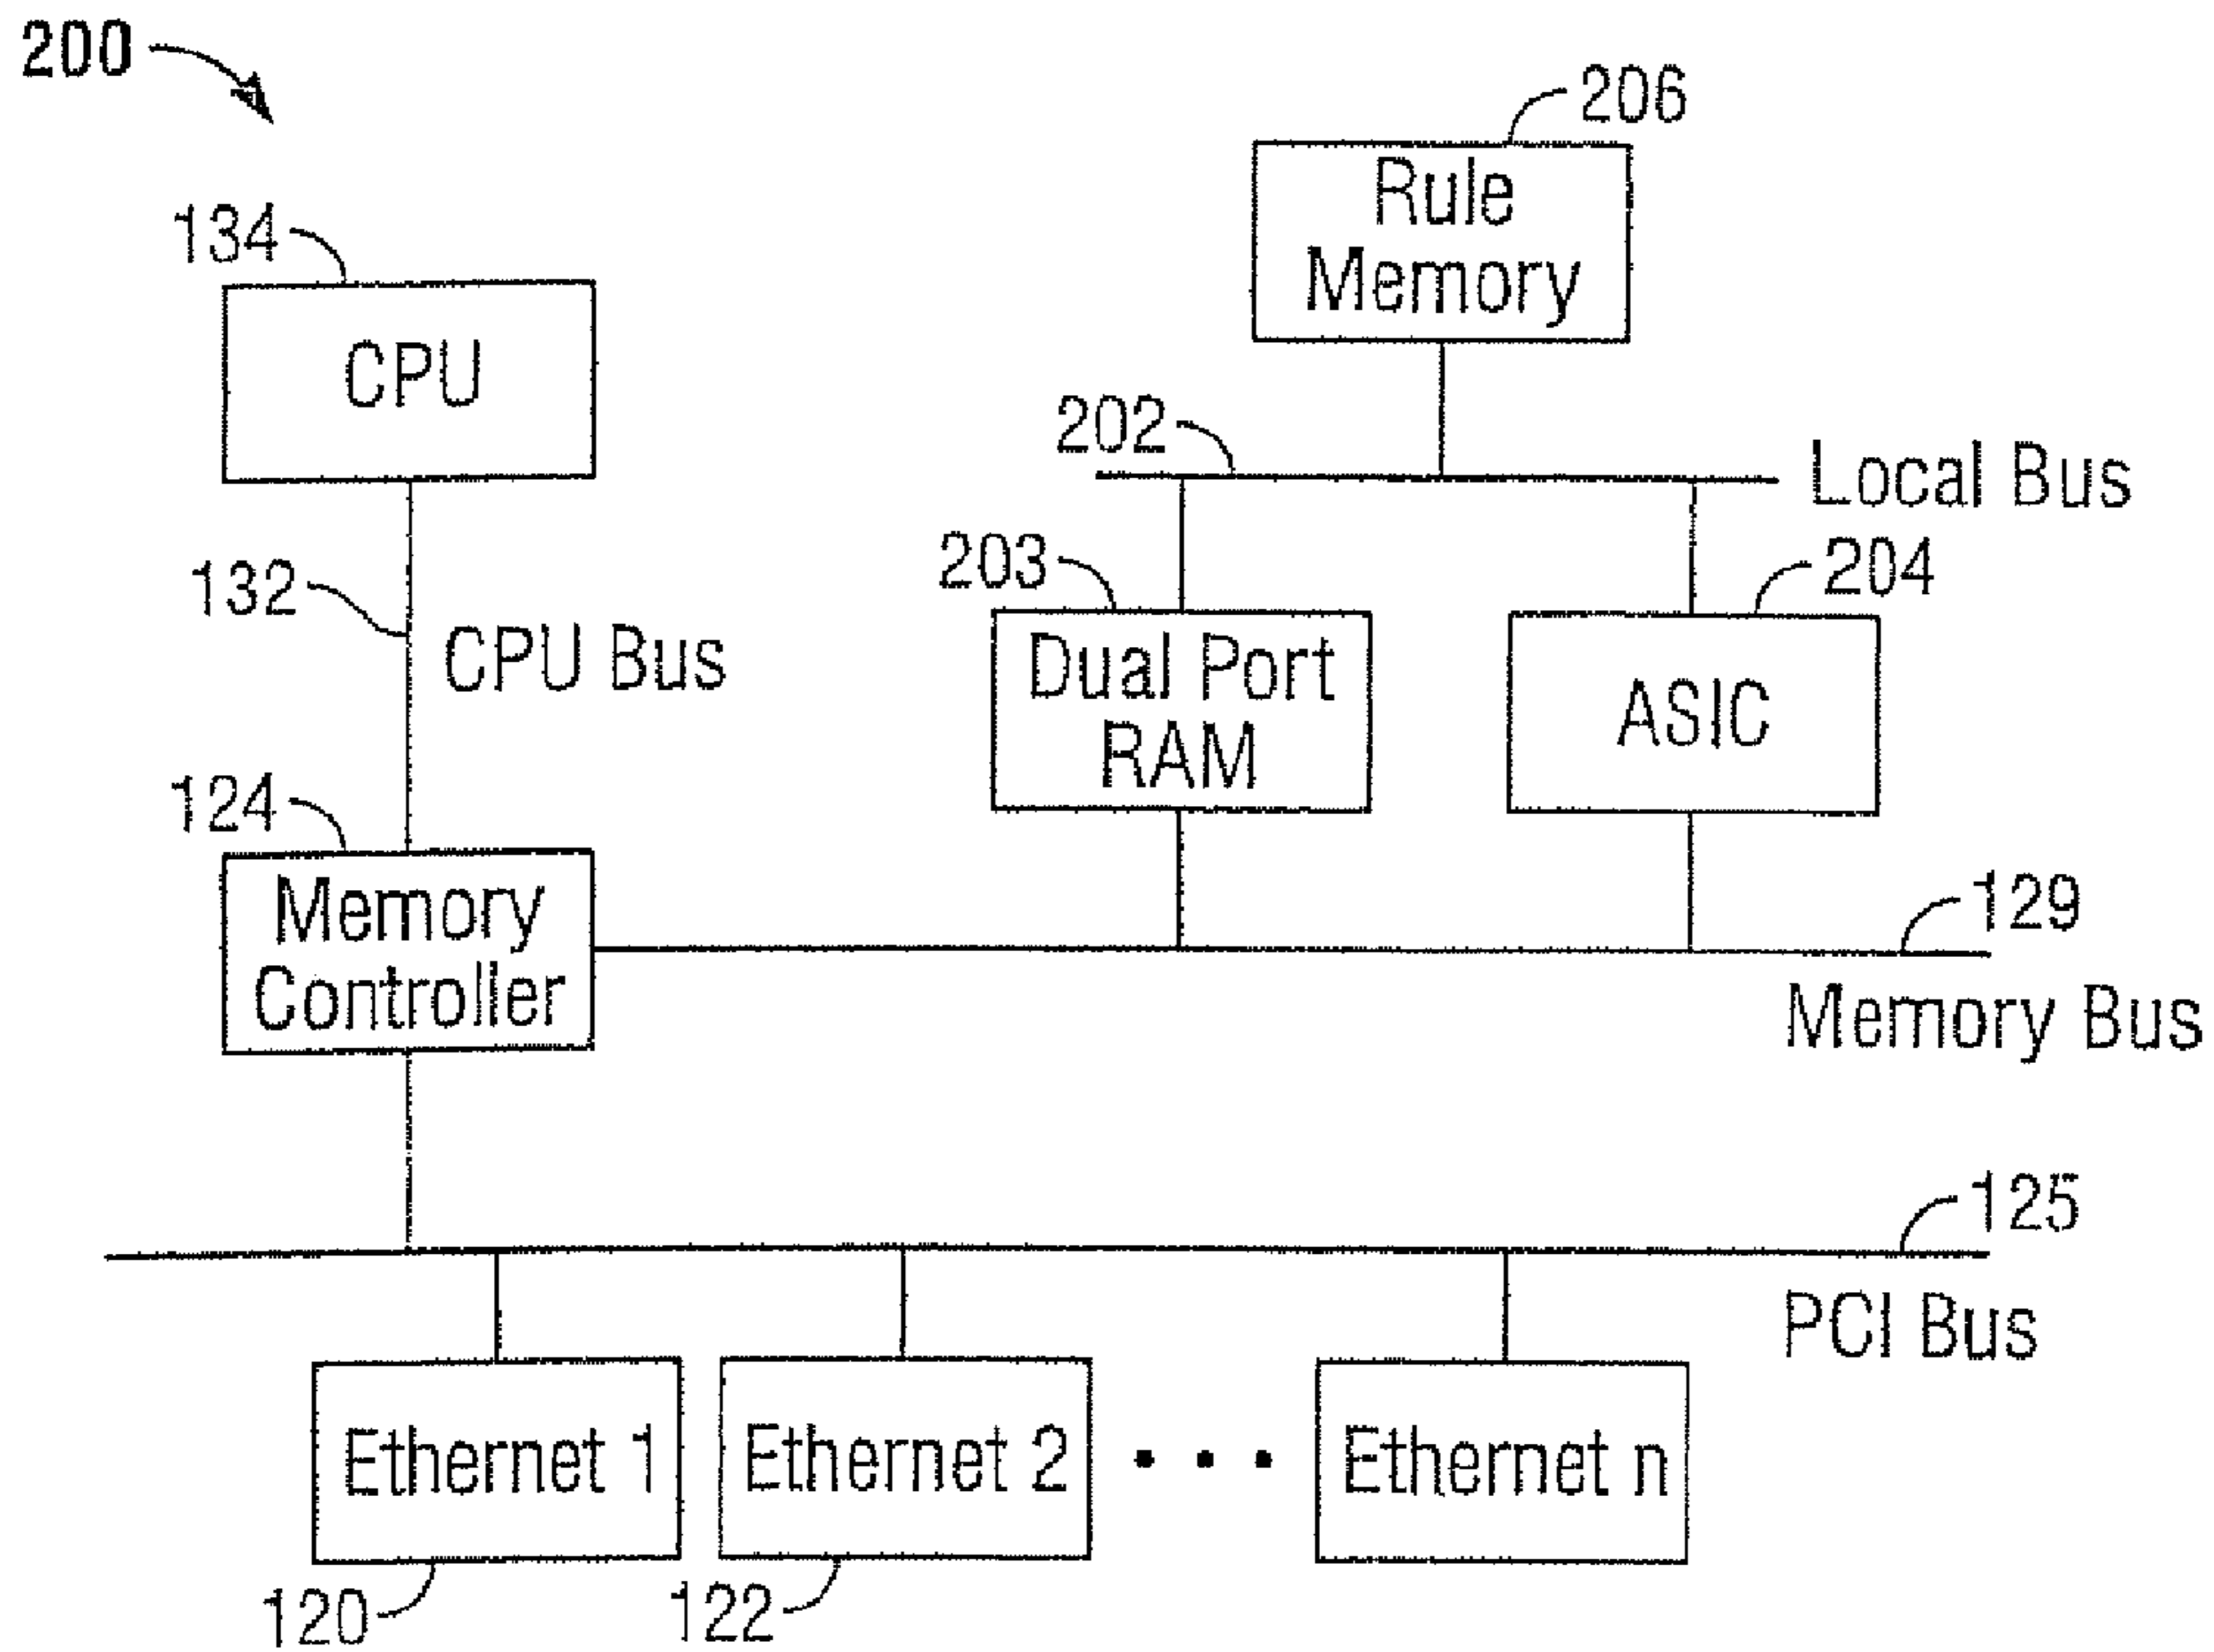 200
206
Rule
Memory
134
CPU
202
Local Bus
132
CPU Bus
203
Dual Port
RAM
204
ASIC
124
Memory
Controller
129
Memory Bus
125
PCI Bus
Ethernet 1
Ethernet 2
• • •
Ethernet n
120
122